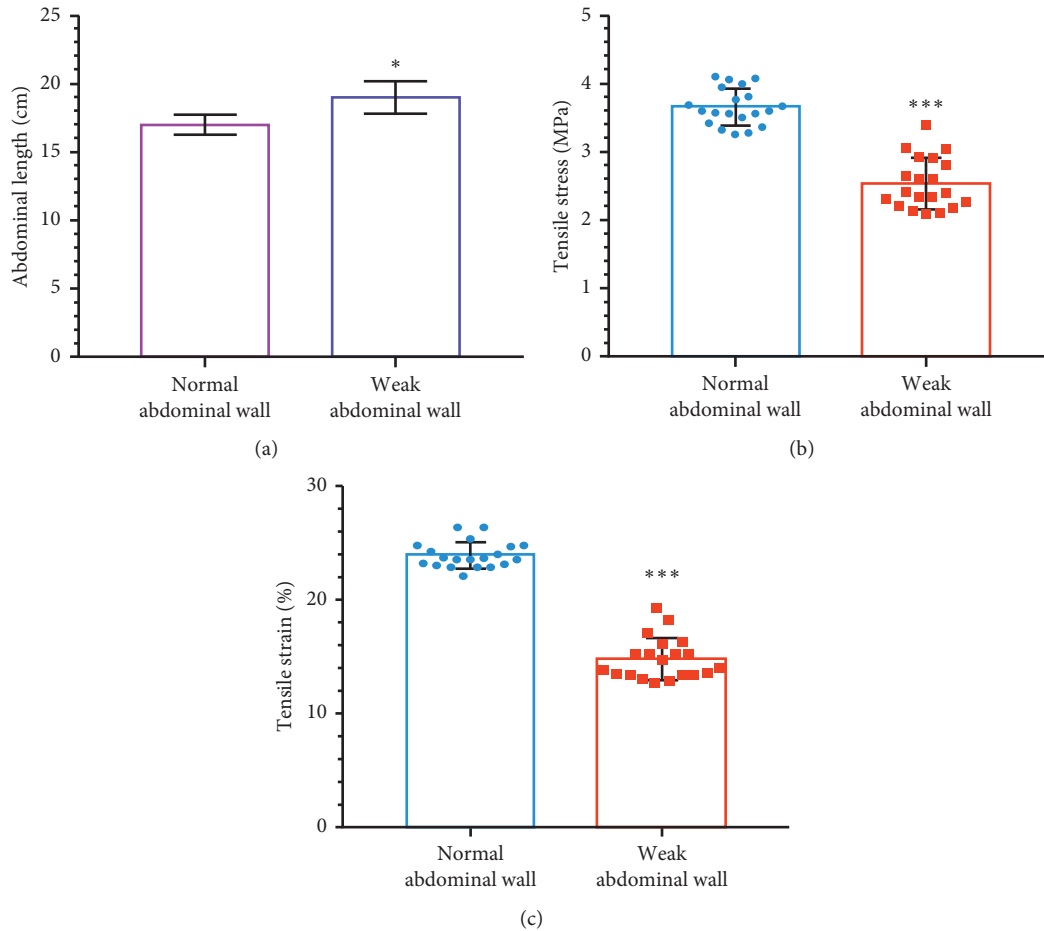 Abdominal length (cm)
25
20
15
10
5
0
*
Normal
abdominal wall
Weak
abdominal wall
(a)
Tensile stress (MPa)
5
4
3
2
1
0
***
Normal
abdominal wall
Weak
abdominal wall
(b)
Tensile strain (%)
30
20
10
0
***
Normal
abdominal wall
Weak
abdominal wall
(c)